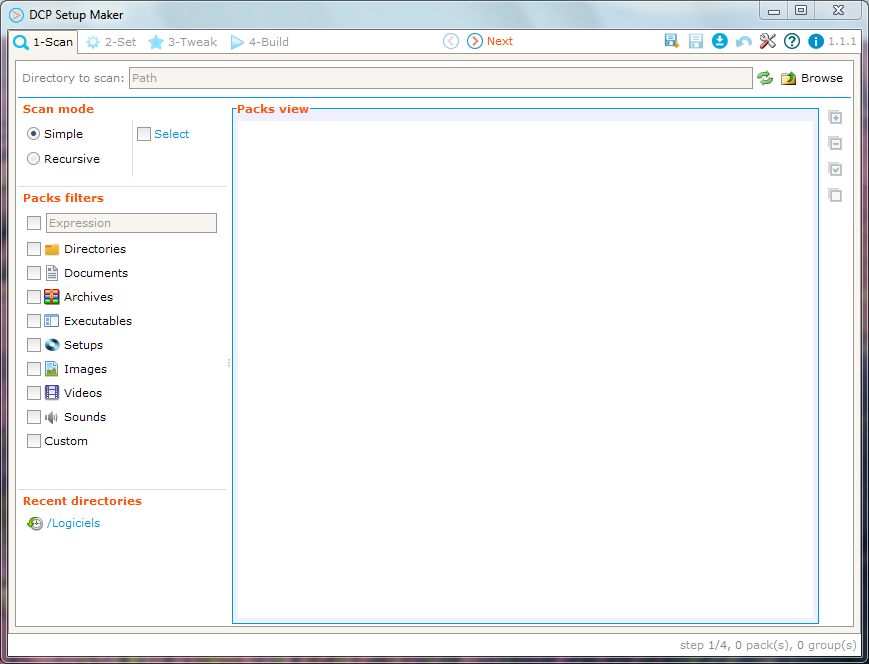 DCP Setup Maker
1-Scan 2-Set 3-Tweak 4-Build Next 1.1.1
Directory to scan: Path Browse
Scan mode
Simple Select
Recursive
Packs filters
Expression
Directories
Documents
Archives
Executables
Setups
Images
Videos
Sounds
Custom
Recent directories
/Logiciels
Packs view
step 1/4, 0 pack(s), 0 group(s)